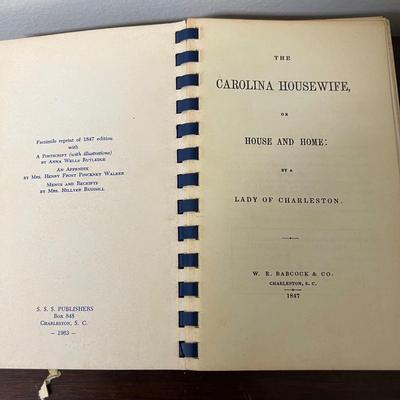 Facsimile reprint of 1847 edition
with
A Postscript (with illustrations)
by Anna Wells Rutledge
An Appendix
by Mrs. Henry Frost Pinckney Walker
Menus and Receipts
by Mrs. Hillyer Rudisill
S. S. S. PUBLISHERS
Box 848
Charleston, S. C.
— 1963 —
THE
CAROLINA HOUSEWIFE,
OR
HOUSE AND HOME:
BY A
LADY OF CHARLESTON.
W. R. BABCOCK & CO:
CHARLESTON, S. C.
1847